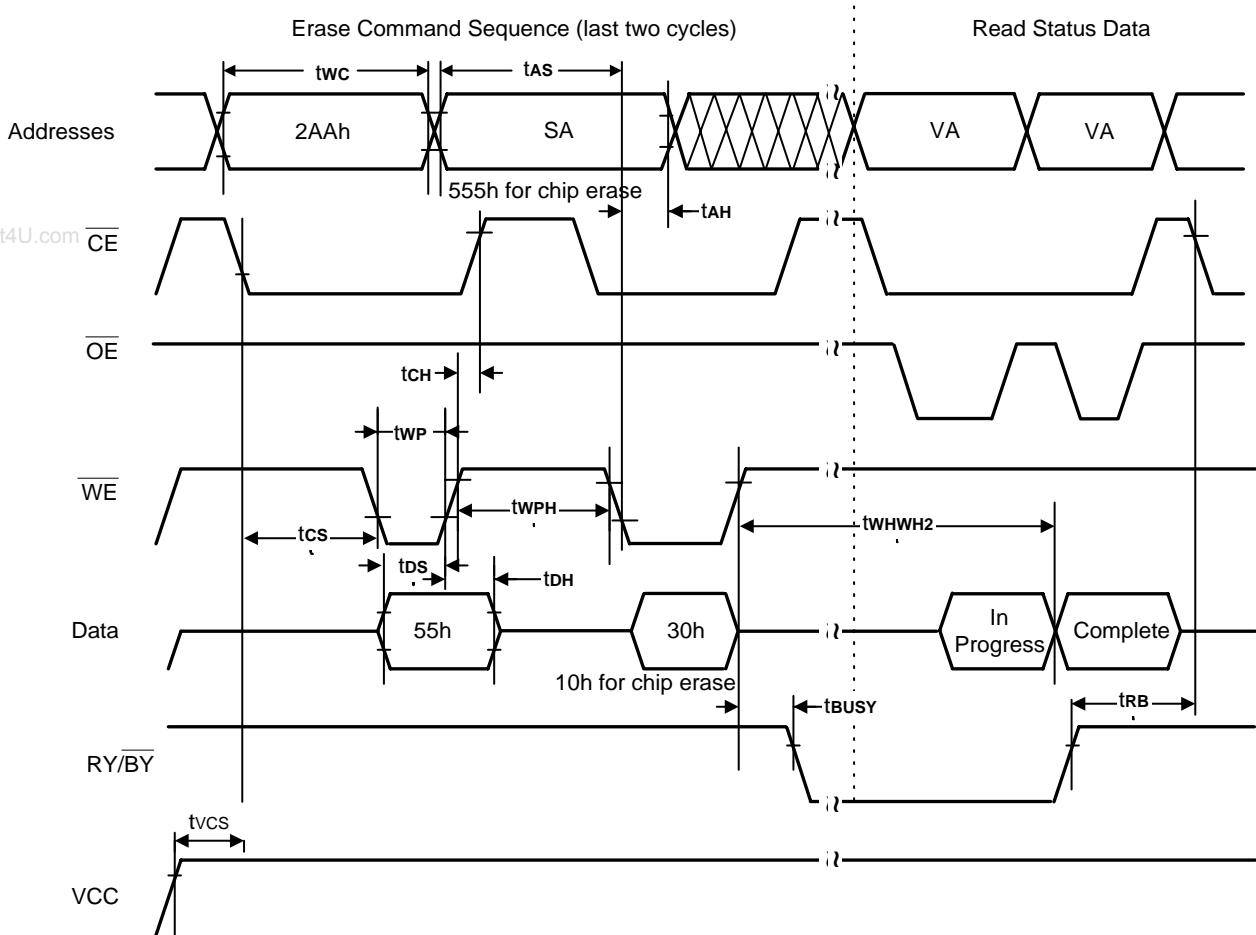 Erase Command Sequence (last two cycles)
Read Status Data
tWC
tAS
Addresses
2AAh
SA
VA
VA
555h for chip erase
tAH
t4U.com
CE
OE
tCH
tWP
WE
tWPH
tWHWH2
tCS
tDS
tDH
Data
55h
30h
In
Progress
Complete
10h for chip erase
tBUSY
tRB
RY/BY
tVCS
VCC